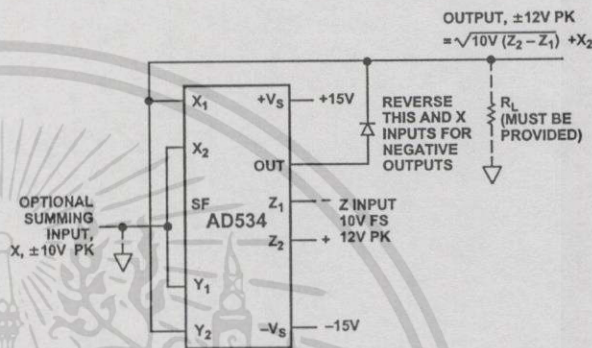 OUTPUT, ±12V PK
= √10V (Z2 – Z1) +X2
X1
+VS
+15V
REVERSE
THIS AND X
INPUTS FOR
NEGATIVE
OUTPUTS
RL
(MUST BE
PROVIDED)
X2
OUT
OPTIONAL
SUMMING
INPUT,
X, ±10V PK
SF
AD534
Z1
–
Z INPUT
10V FS
12V PK
Z2
+
Y1
Y2
–VS
–15V